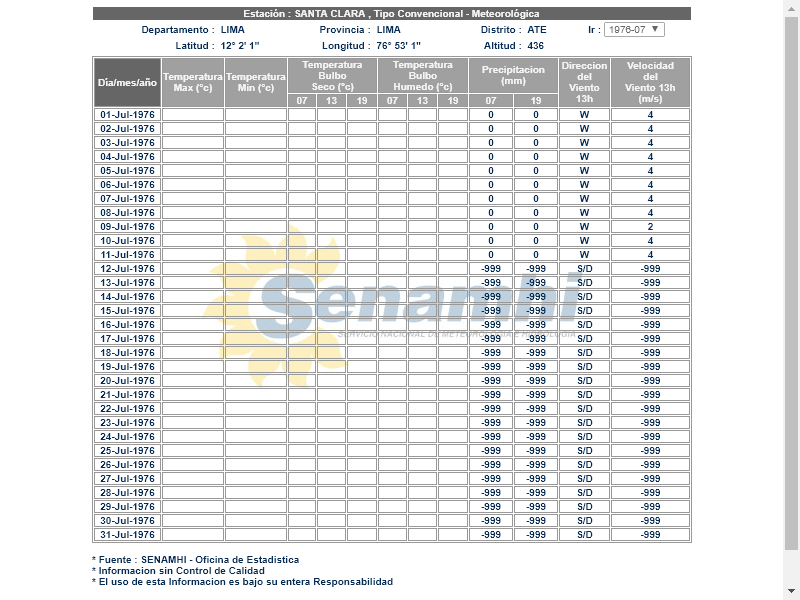 Estación : SANTA CLARA , Tipo Convencional - Meteorológica
Departamento : LIMA Provincia : LIMA Distrito : ATE Ir : 1976-07
Latitud : 12° 2' 1" Longitud : 76° 53' 1" Altitud : 436
Dia/mes/año Temperatura Max (°c) Temperatura Min (°c) Temperatura Bulbo Seco (°c) Temperatura Bulbo Humedo (°c) Precipitacion (mm) Direccion del Viento 13h Velocidad del Viento 13h (m/s)
07 13 19 07 13 19 07 19
01-Jul-1976 0 0 W 4
02-Jul-1976 0 0 W 4
03-Jul-1976 0 0 W 4
04-Jul-1976 0 0 W 4
05-Jul-1976 0 0 W 4
06-Jul-1976 0 0 W 4
07-Jul-1976 0 0 W 4
08-Jul-1976 0 0 W 4
09-Jul-1976 0 0 W 2
10-Jul-1976 0 0 W 4
11-Jul-1976 0 0 W 4
12-Jul-1976 -999 -999 S/D -999
13-Jul-1976 -999 -999 S/D -999
14-Jul-1976 -999 -999 S/D -999
15-Jul-1976 -999 -999 S/D -999
16-Jul-1976 -999 -999 S/D -999
17-Jul-1976 -999 -999 S/D -999
18-Jul-1976 -999 -999 S/D -999
19-Jul-1976 -999 -999 S/D -999
20-Jul-1976 -999 -999 S/D -999
21-Jul-1976 -999 -999 S/D -999
22-Jul-1976 -999 -999 S/D -999
23-Jul-1976 -999 -999 S/D -999
24-Jul-1976 -999 -999 S/D -999
25-Jul-1976 -999 -999 S/D -999
26-Jul-1976 -999 -999 S/D -999
27-Jul-1976 -999 -999 S/D -999
28-Jul-1976 -999 -999 S/D -999
29-Jul-1976 -999 -999 S/D -999
30-Jul-1976 -999 -999 S/D -999
31-Jul-1976 -999 -999 S/D -999
Senamhi
SERVICIO NACIONAL DE METEOROLOGIA E HIDROLOGIA
* Fuente : SENAMHI - Oficina de Estadistica
* Informacion sin Control de Calidad
* El uso de esta Informacion es bajo su entera Responsabilidad